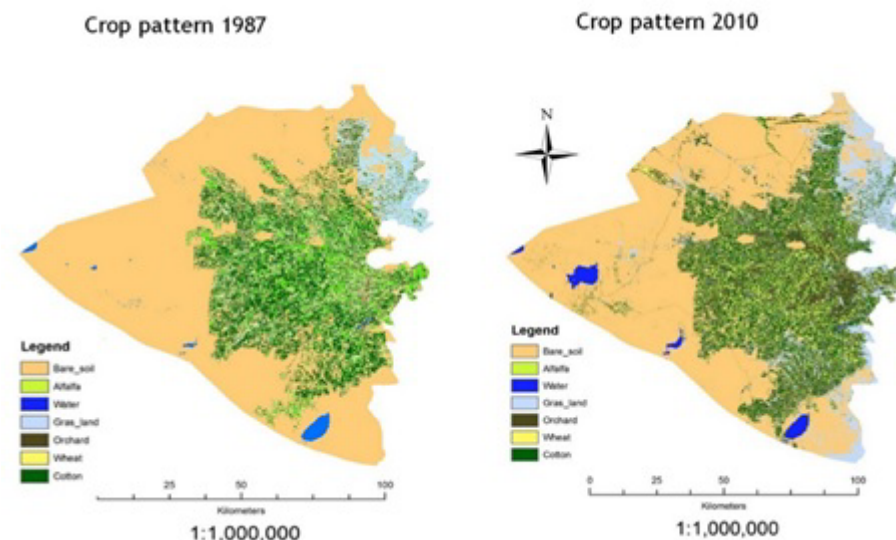 Crop pattern 1987
Legend
Bare_soil
Alfalfa
Water
Gras_land
Orchard
Wheat
Cotton
25 50 100
Kilometers
1:1,000,000
Crop pattern 2010
N
Legend
Bare_soil
Alfalfa
Water
Gras_land
Orchard
Wheat
Cotton
0 25 50 100
Kilometers
1:1,000,000